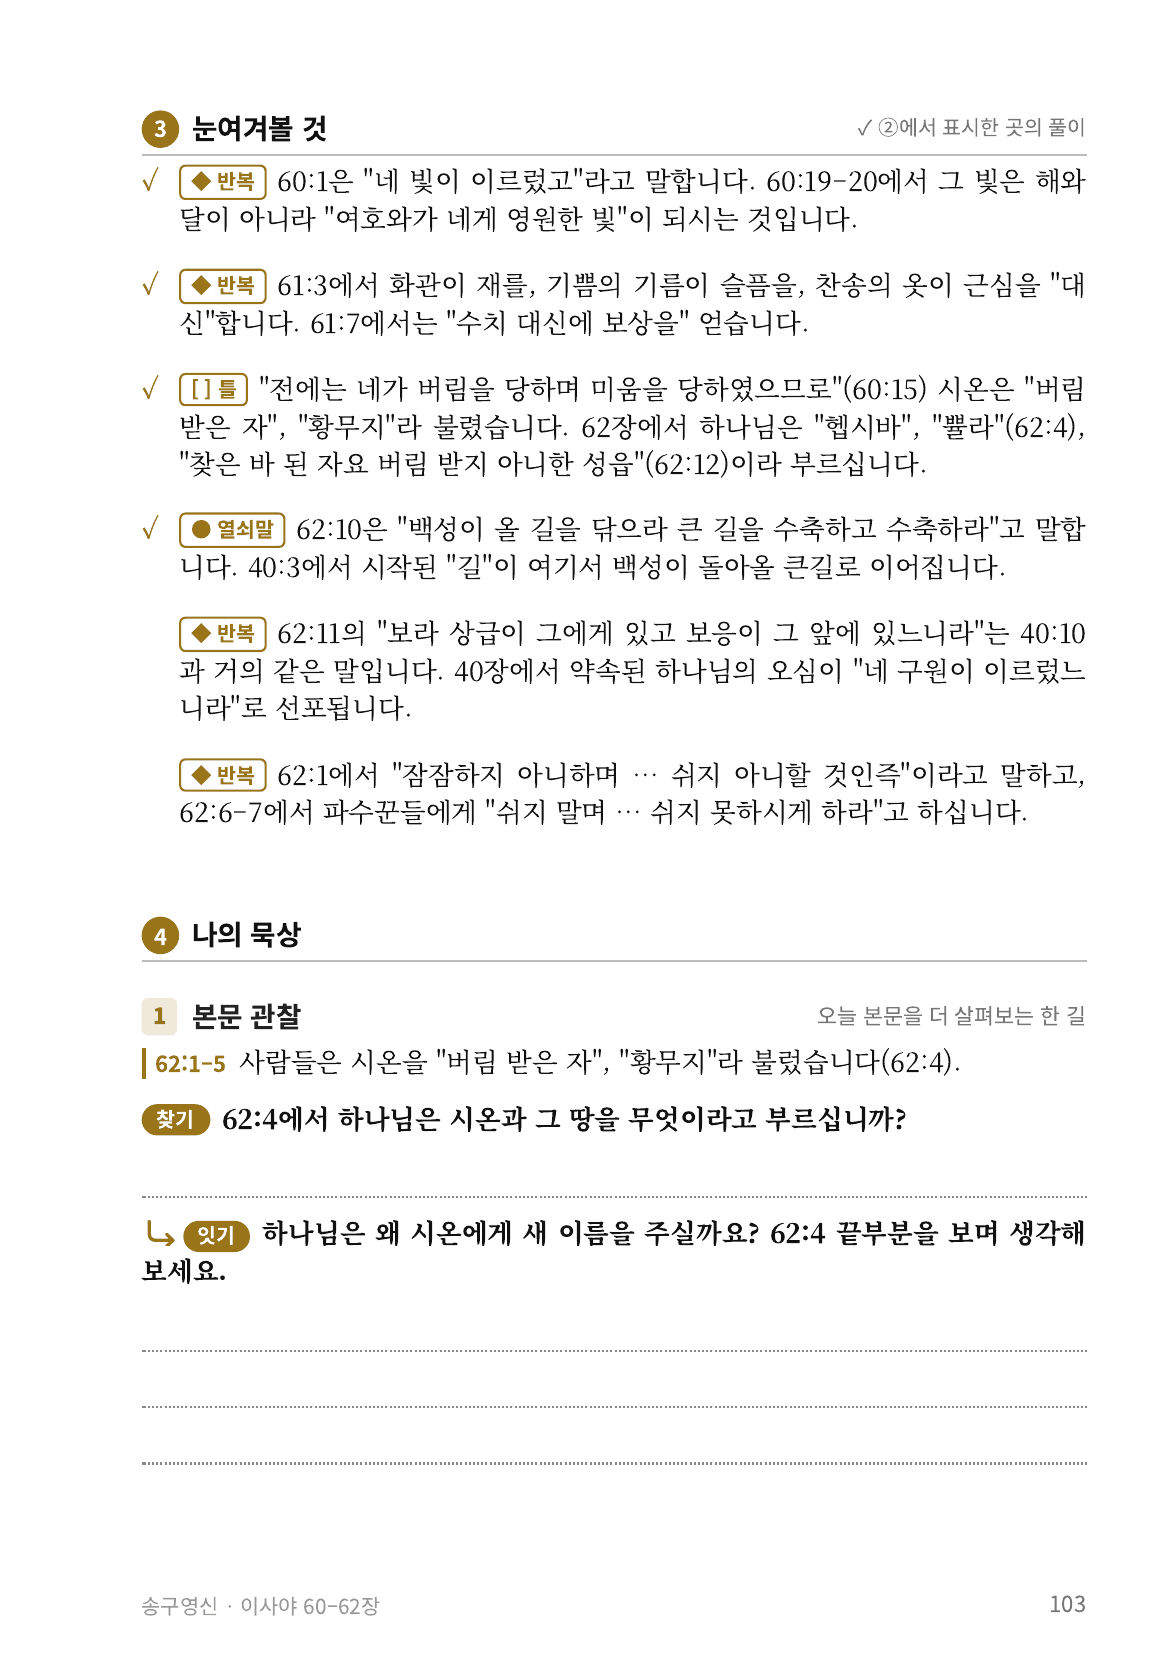 3 눈여겨볼 것
✓ ②에서 표시한 곳의 풀이
✓ ◆ 반복 60:1은 "네 빛이 이르렀고"라고 말합니다. 60:19-20에서 그 빛은 해와
달이 아니라 "여호와가 네게 영원한 빛"이 되시는 것입니다.
✓ ◆ 반복 61:3에서 화관이 재를, 기쁨의 기름이 슬픔을, 찬송의 옷이 근심을 "대
신"합니다. 61:7에서는 "수치 대신에 보상을" 얻습니다.
✓ [ ] 틀 "전에는 네가 버림을 당하며 미움을 당하였으므로"(60:15) 시온은 "버림
받은 자", "황무지"라 불렸습니다. 62장에서 하나님은 "헵시바", "쁄라"(62:4),
"찾은 바 된 자요 버림 받지 아니한 성읍"(62:12)이라 부르십니다.
✓ ● 열쇠말 62:10은 "백성이 올 길을 닦으라 큰 길을 수축하고 수축하라"고 말합
니다. 40:3에서 시작된 "길"이 여기서 백성이 돌아올 큰길로 이어집니다.
◆ 반복 62:11의 "보라 상급이 그에게 있고 보응이 그 앞에 있느니라"는 40:10
과 거의 같은 말입니다. 40장에서 약속된 하나님의 오심이 "네 구원이 이르렀느
니라"로 선포됩니다.
◆ 반복 62:1에서 "잠잠하지 아니하며 … 쉬지 아니할 것인즉"이라고 말하고,
62:6-7에서 파수꾼들에게 "쉬지 말며 … 쉬지 못하시게 하라"고 하십니다.
4 나의 묵상
1 본문 관찰
오늘 본문을 더 살펴보는 한 길
62:1-5 사람들은 시온을 "버림 받은 자", "황무지"라 불렀습니다(62:4).
찾기 62:4에서 하나님은 시온과 그 땅을 무엇이라고 부르십니까?
잇기 하나님은 왜 시온에게 새 이름을 주실까요? 62:4 끝부분을 보며 생각해
보세요.
송구영신 · 이사야 60-62장
103